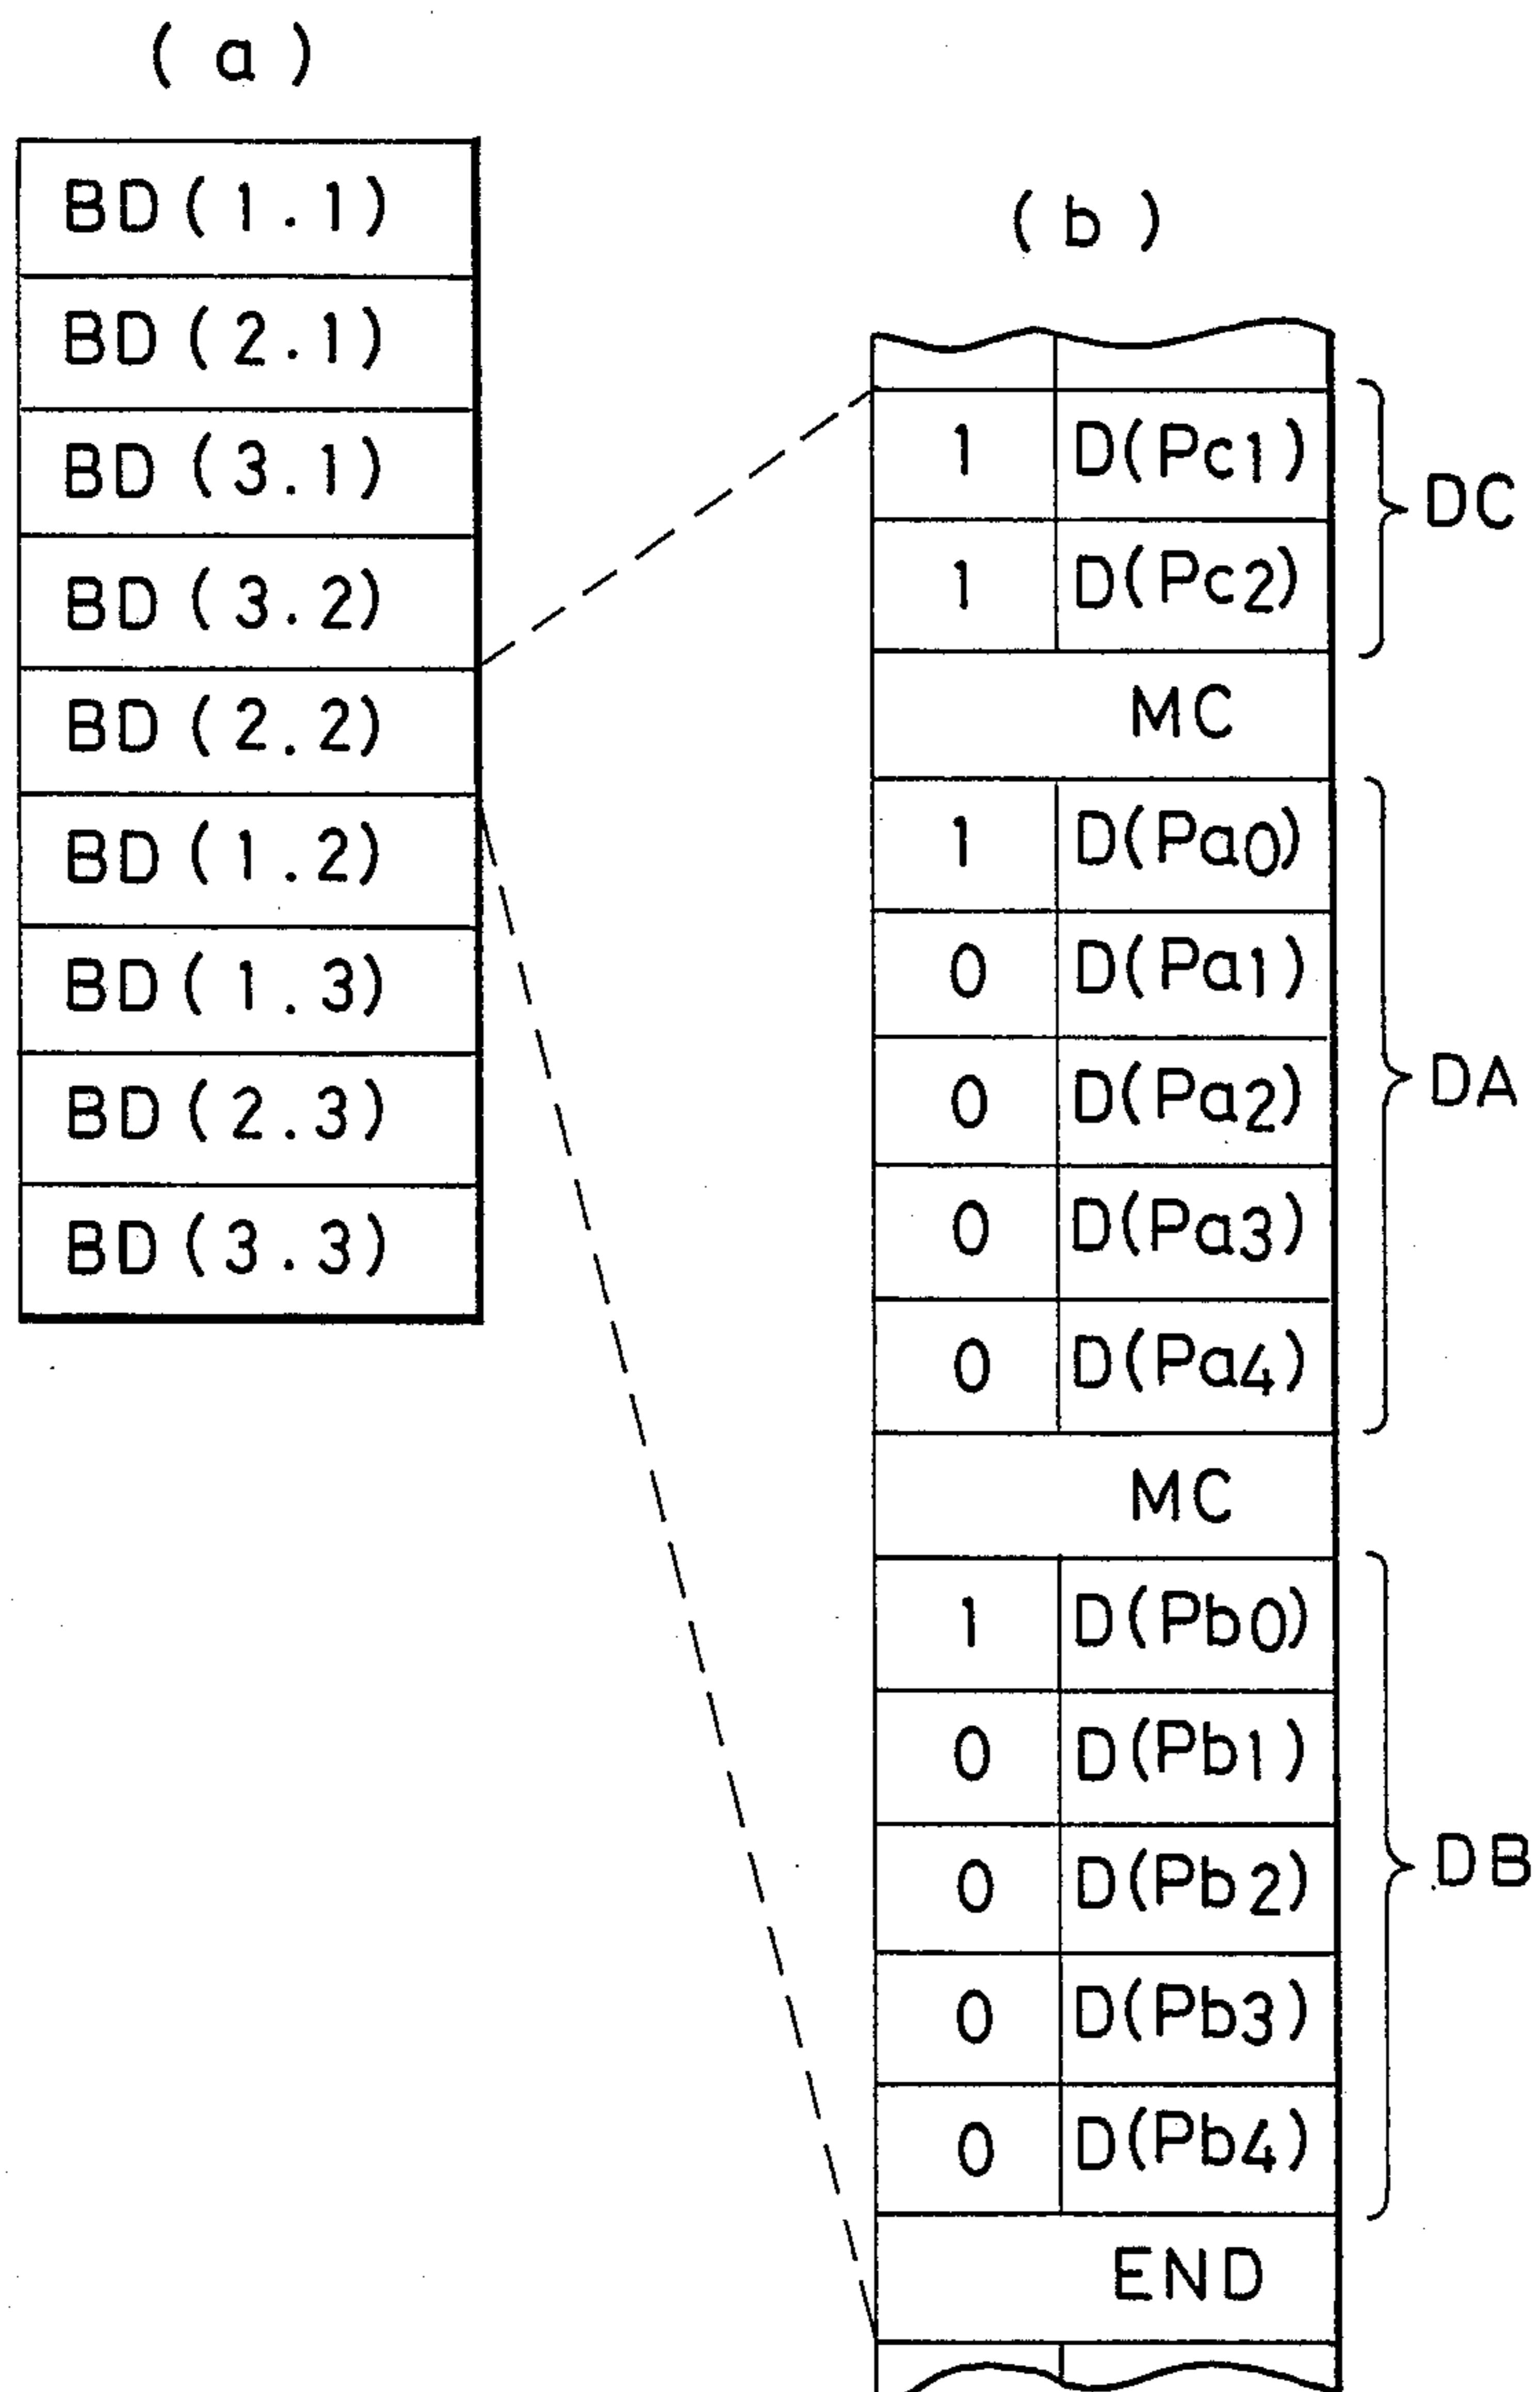 ( a )
BD ( 1 . 1 )
BD ( 2 . 1 )
BD ( 3 . 1 )
BD ( 3 . 2 )
BD ( 2 . 2 )
BD ( 1 . 2 )
BD ( 1 . 3 )
BD ( 2 . 3 )
BD ( 3 . 3 )
( b )
1 D(Pc1)
1 D(Pc2)
DC
MC
1 D(Pa0)
0 D(Pa1)
0 D(Pa2)
0 D(Pa3)
0 D(Pa4)
DA
MC
1 D(Pb0)
0 D(Pb1)
0 D(Pb2)
0 D(Pb3)
0 D(Pb4)
DB
END